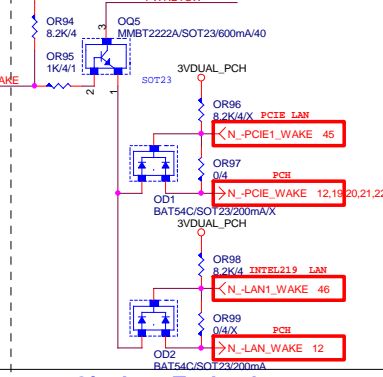 OR94
8.2K/4
OQ5
MMBT2222A/SOT23/600mA/40
OR95
1K/4/1
AKE
3
2
1
SOT23
3VDUAL_PCH
OR96
8.2K/4/X
PCIE LAN
N_-PCIE1_WAKE 45
OR97
0/4
PCH
N_-PCIE_WAKE 12,19,20,21,22
OD1
BAT54C/SOT23/200mA/X
3VDUAL_PCH
OR98
8.2K/4
INTEL219 LAN
N_-LAN1_WAKE 46
OR99
0/4/X
PCH
N_-LAN_WAKE 12
OD2
BAT54C/SOT23/200mA